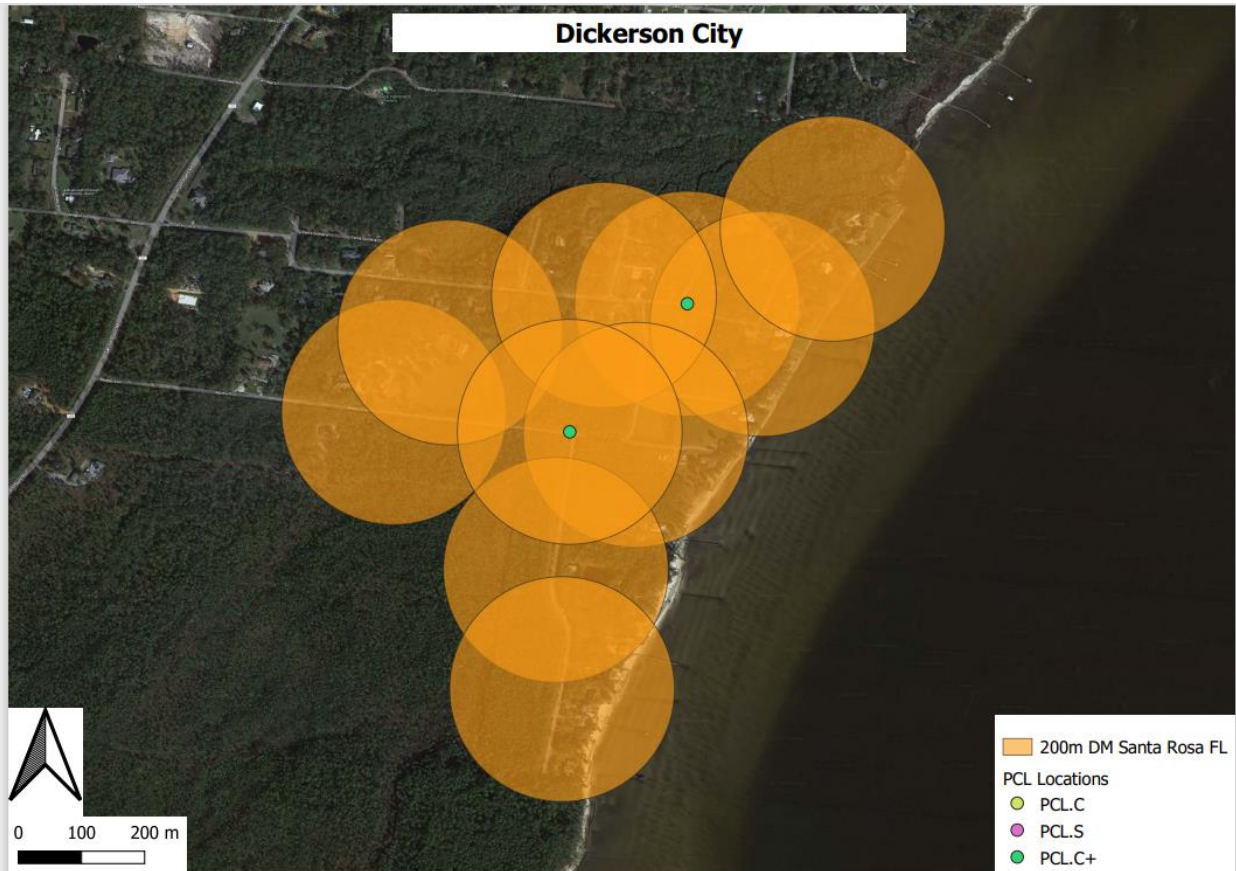 Dickerson City
200m DM Santa Rosa FL
PCL Locations
PCL.C
PCL.S
PCL.C+
0 100 200 m